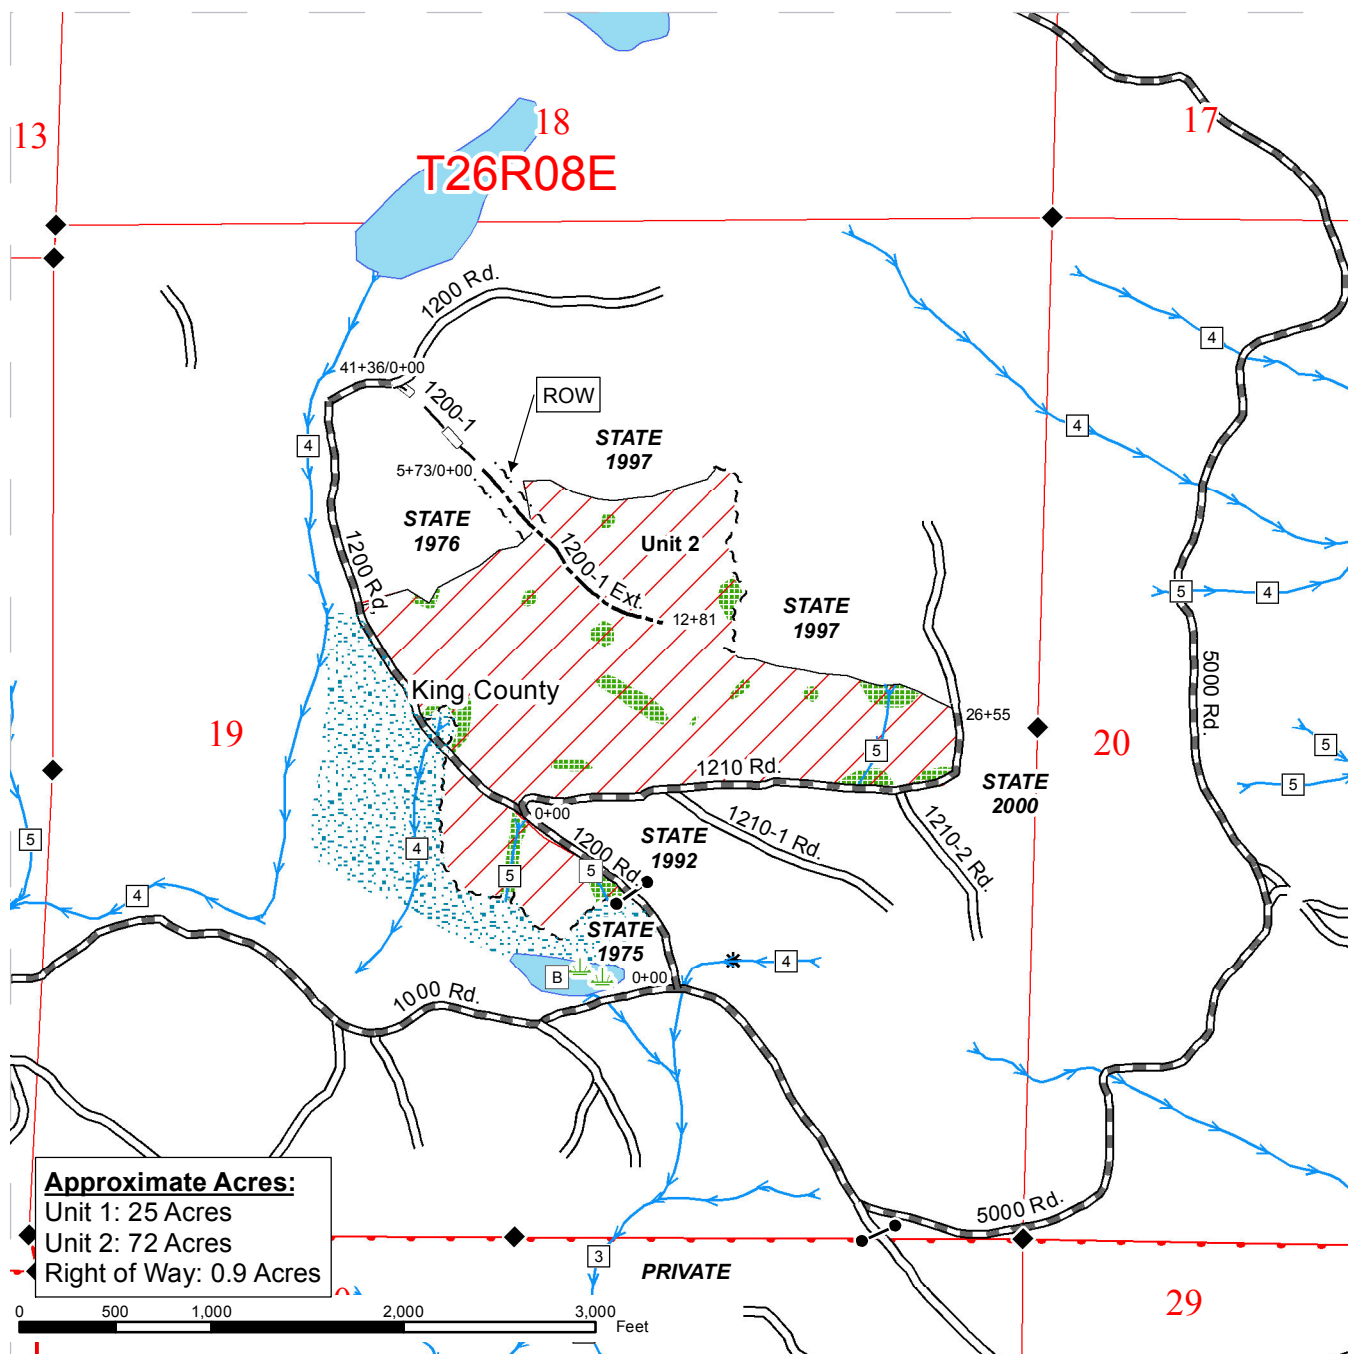 13
18
17
T26R08E
1200 Rd.
4
41+36/0+00
1200-1
ROW
4
4
STATE
1997
4
5+73/0+00
STATE
1976
Unit 2
1200 Rd,
1200-1 Ext.
12+81
STATE
1997
5
4
King County
5000 Rd.
26+55
19
20
5
5
1210 Rd.
STATE
2000
5
0+00
1210-1 Rd.
1210-2 Rd.
STATE
1992
1200 Rd.
5
4
5
5
4
STATE
1975
4
B
0+00
1000 Rd.
5000 Rd.
Approximate Acres:
Unit 1: 25 Acres
Unit 2: 72 Acres
Right of Way: 0.9 Acres
3
PRIVATE
29
0
500
1,000
2,000
3,000
Feet